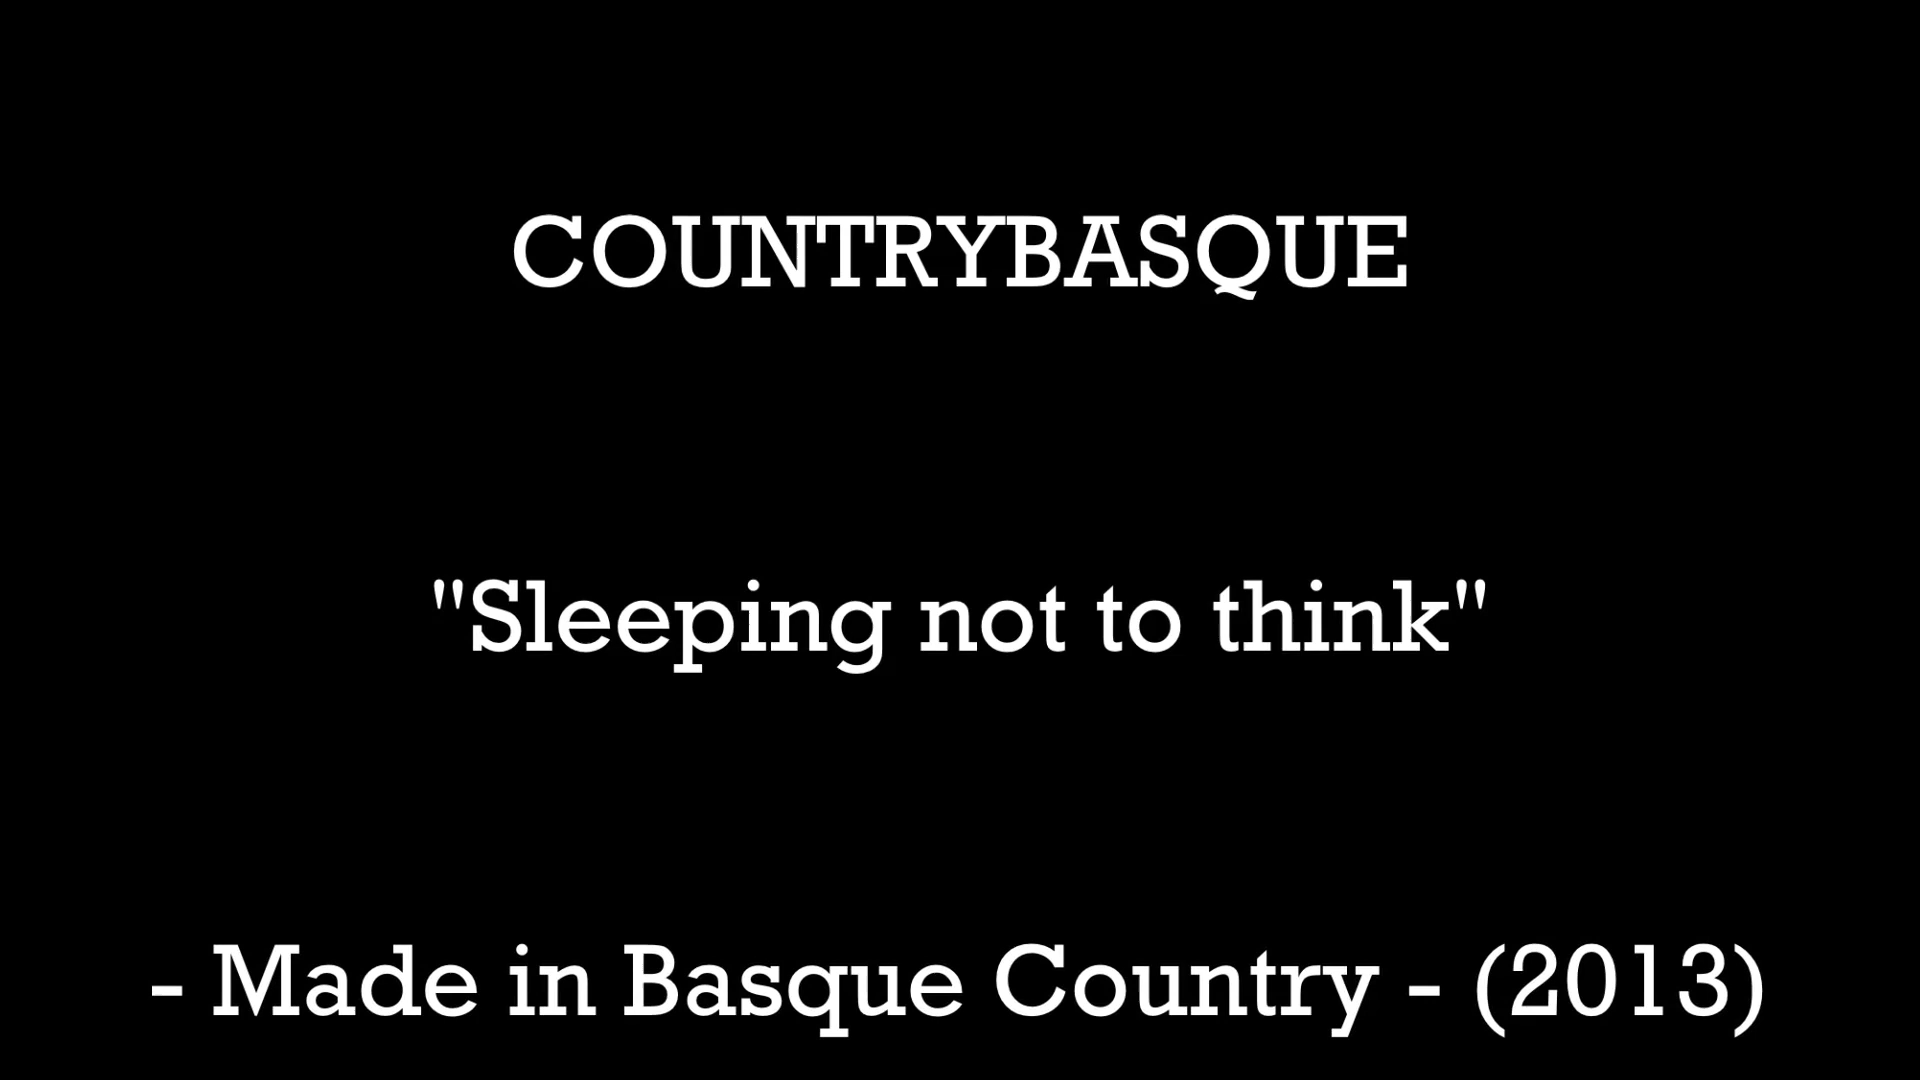 COUNTRYBASQUE
"Sleeping not to think"
- Made in Basque Country - (2013)